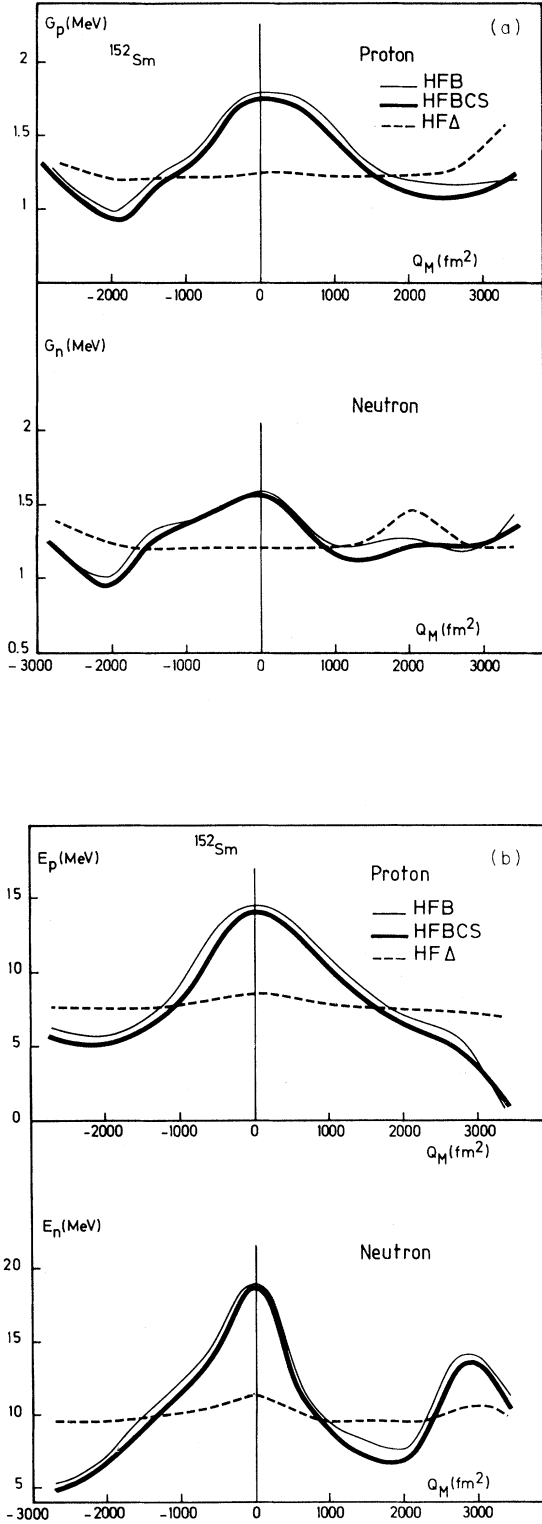 G_p(MeV)
(a)
152Sm
Proton
HFB
HFBCS
HFΔ
2
1.5
1
Q_M(fm²)
-2000 -1000 0 1000 2000 3000
G_n(MeV)
Neutron
2
1.5
1
0.5
Q_M(fm²)
-3000 -2000 -1000 0 1000 2000 3000
152Sm
(b)
E_p(MeV)
Proton
HFB
HFBCS
HFΔ
15
10
5
0
-2000 -1000 0 1000 2000 3000
Q_M(fm²)
E_n(MeV)
Neutron
20
15
10
5
Q_M(fm²)
-3000 -2000 -1000 0 1000 2000 3000